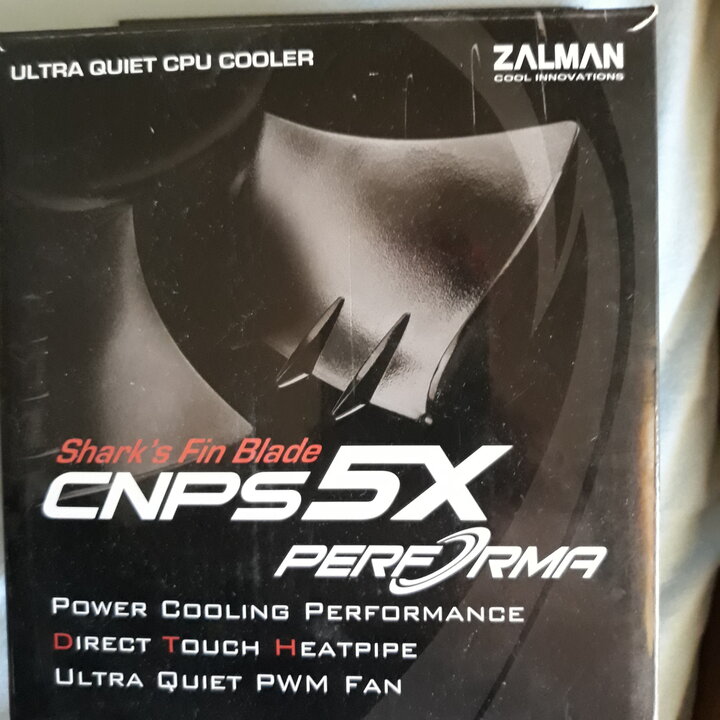 ULTRA QUIET CPU COOLER
ZALMAN
COOL INNOVATIONS
Shark's Fin Blade
CNPS5X
PERFORMA
POWER COOLING PERFORMANCE
DIRECT TOUCH HEATPIPE
ULTRA QUIET PWM FAN